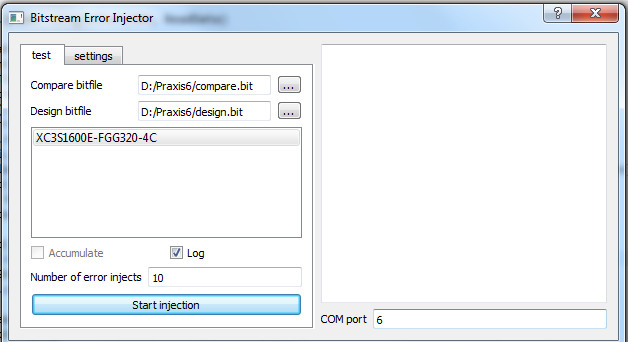 Bitstream Error Injector
test settings
Compare bitfile D:/Praxis6/compare.bit ...
Design bitfile D:/Praxis6/design.bit ...
XC3S1600E-FGG320-4C
Accumulate Log
Number of error injects 10
Start injection
COM port 6